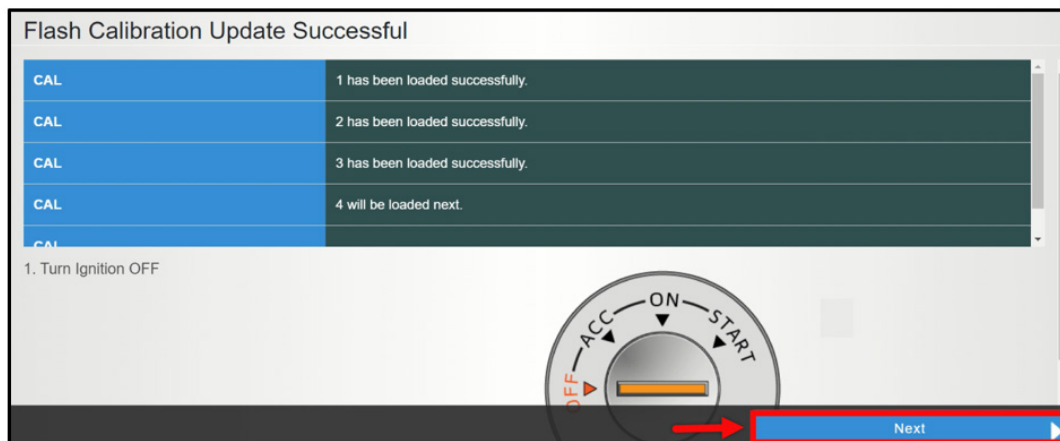 Flash Calibration Update Successful
CAL 1 has been loaded successfully.
CAL 2 has been loaded successfully.
CAL 3 has been loaded successfully.
CAL 4 will be loaded next.
CAL
1. Turn Ignition OFF
OFF ACC ON START
Next